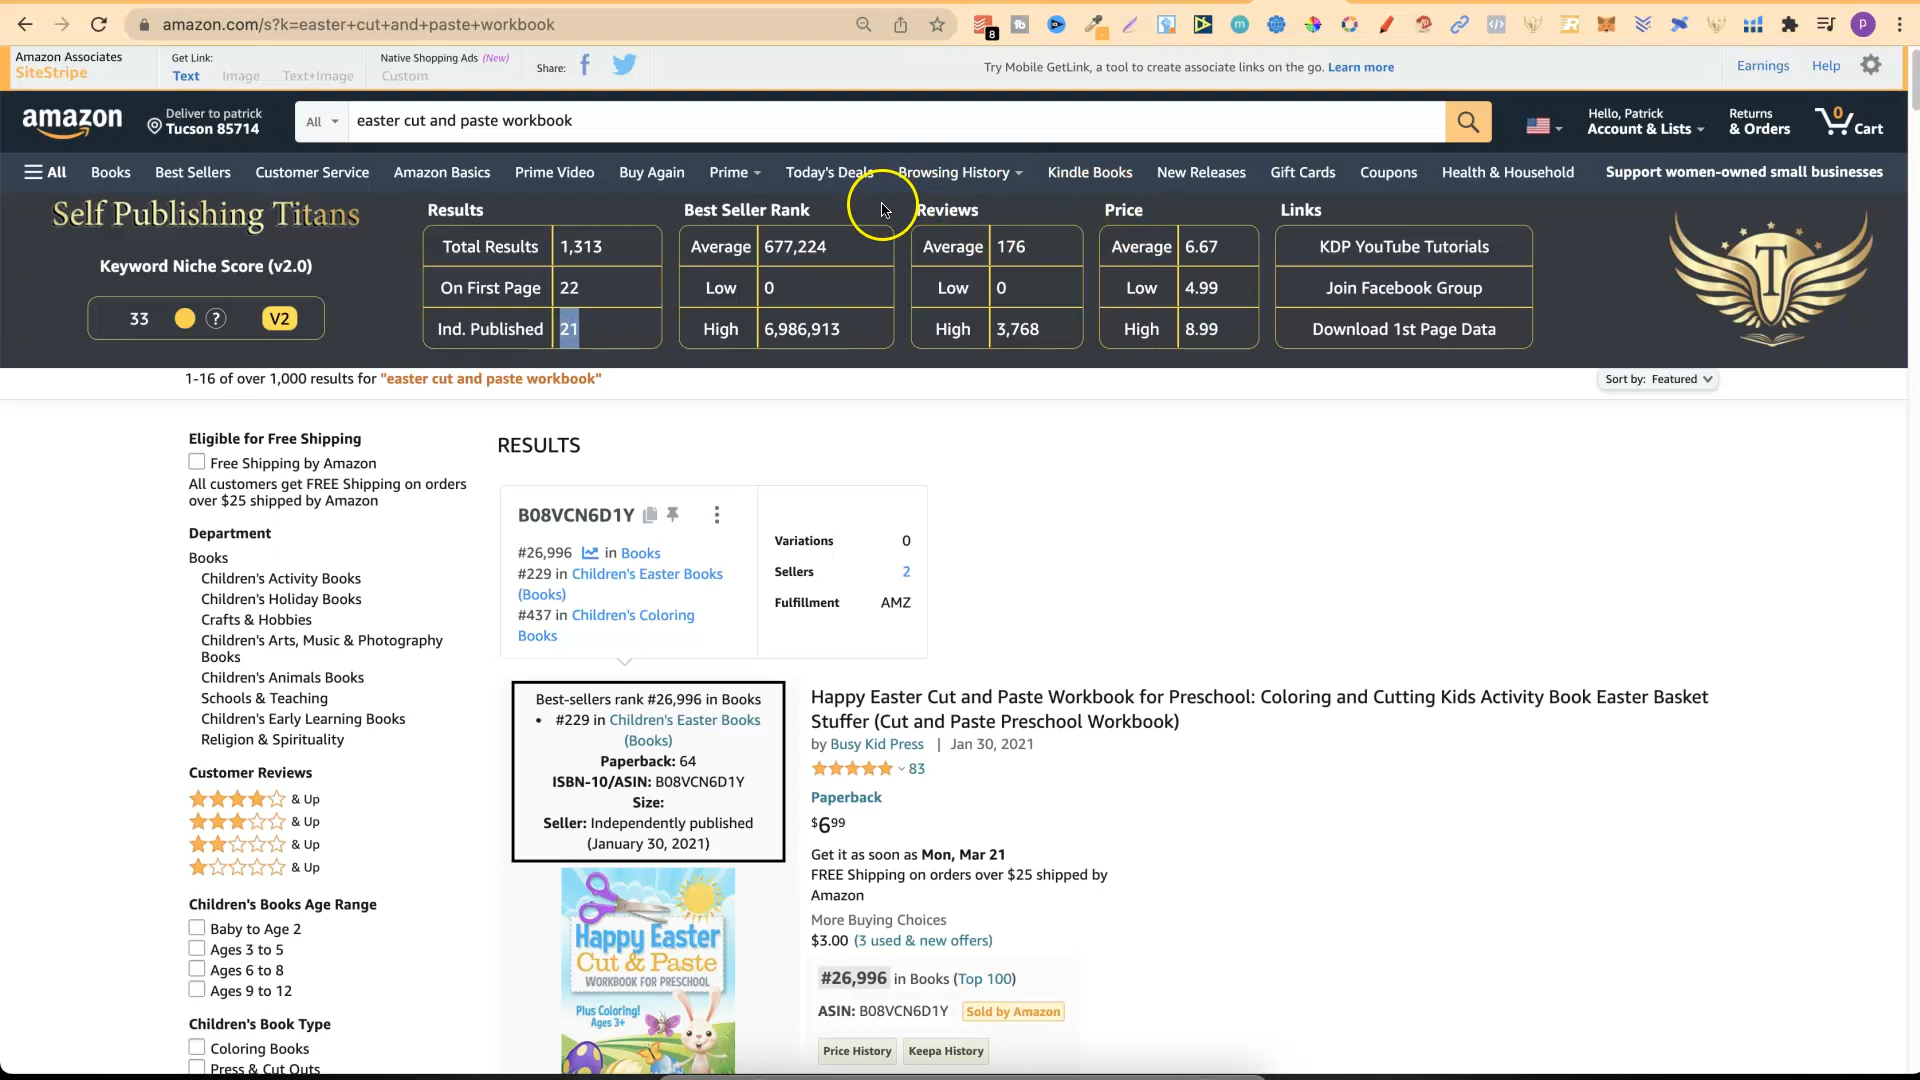 amazon.com/s?k=easter+cut+and+paste+workbook
8
Amazon Associates
SiteStripe
Get Link:
Text Image Text+Image
Native Shopping Ads (New)
Custom
Share:
Try Mobile GetLink, a tool to create associate links on the go. Learn more
Earnings Help
amazon
Deliver to patrick
Tucson 85714
All easter cut and paste workbook
Hello, Patrick
Account & Lists
Returns
& Orders
0
Cart
All Books Best Sellers Customer Service Amazon Basics Prime Video Buy Again Prime Today's Deals Browsing History Kindle Books New Releases Gift Cards Coupons Health & Household Support women-owned small businesses
Self Publishing Titans
Keyword Niche Score (v2.0)
33 ? V2
Results
Total Results 1,313
On First Page 22
Ind. Published 21
Best Seller Rank
Average 677,224
Low 0
High 6,986,913
Reviews
Average 176
Low 0
High 3,768
Price
Average 6.67
Low 4.99
High 8.99
Links
KDP YouTube Tutorials
Join Facebook Group
Download 1st Page Data
T
1-16 of over 1,000 results for "easter cut and paste workbook"
Sort by: Featured
Eligible for Free Shipping
Free Shipping by Amazon
All customers get FREE Shipping on orders
over $25 shipped by Amazon
Department
Books
Children's Activity Books
Children's Holiday Books
Crafts & Hobbies
Children's Arts, Music & Photography
Books
Children's Animals Books
Schools & Teaching
Children's Early Learning Books
Religion & Spirituality
Customer Reviews
& Up
& Up
& Up
& Up
Children's Books Age Range
Baby to Age 2
Ages 3 to 5
Ages 6 to 8
Ages 9 to 12
Children's Book Type
Coloring Books
Press & Cut Outs
RESULTS
B08VCN6D1Y
#26,996 in Books
#229 in Children's Easter Books
(Books)
#437 in Children's Coloring
Books
Variations 0
Sellers 2
Fulfillment AMZ
Best-sellers rank #26,996 in Books
• #229 in Children's Easter Books
(Books)
Paperback: 64
ISBN-10/ASIN: B08VCN6D1Y
Size:
Seller: Independently published
(January 30, 2021)
Happy Easter
Cut & Paste
WORKBOOK FOR PRESCHOOL
Plus Coloring!
Ages 3+
Happy Easter Cut and Paste Workbook for Preschool: Coloring and Cutting Kids Activity Book Easter Basket
Stuffer (Cut and Paste Preschool Workbook)
by Busy Kid Press | Jan 30, 2021
83
Paperback
$6 99
Get it as soon as Mon, Mar 21
FREE Shipping on orders over $25 shipped by
Amazon
More Buying Choices
$3.00 (3 used & new offers)
#26,996 in Books (Top 100)
ASIN: B08VCN6D1Y Sold by Amazon
Price History Keepa History